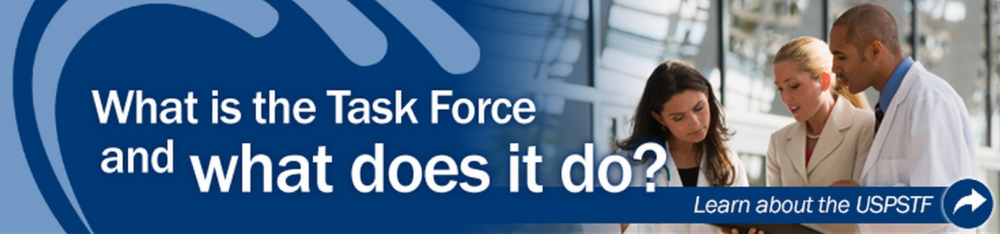 What is the Task Force
and what does it do?
Learn about the USPSTF